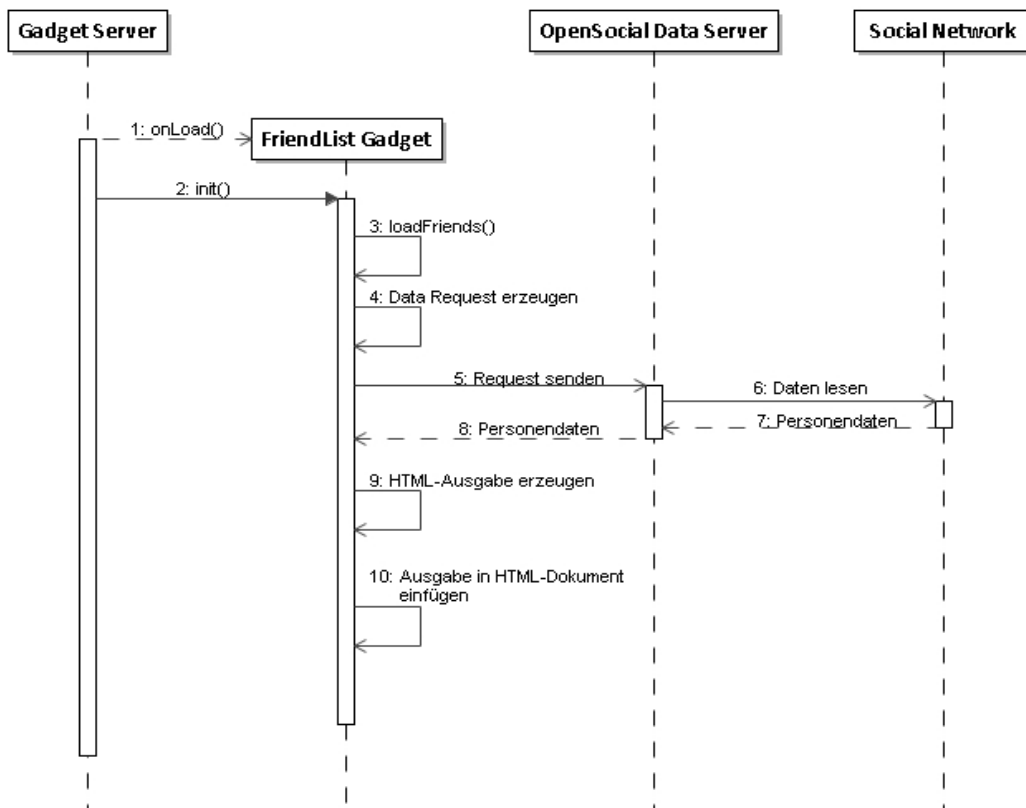 Gadget Server
OpenSocial Data Server
Social Network
1: onLoad()
FriendList Gadget
2: init()
3: loadFriends()
4: Data Request erzeugen
5: Request senden
6: Daten lesen
7: Personendaten
8: Personendaten
9: HTML-Ausgabe erzeugen
10: Ausgabe in HTML-Dokument
einfügen